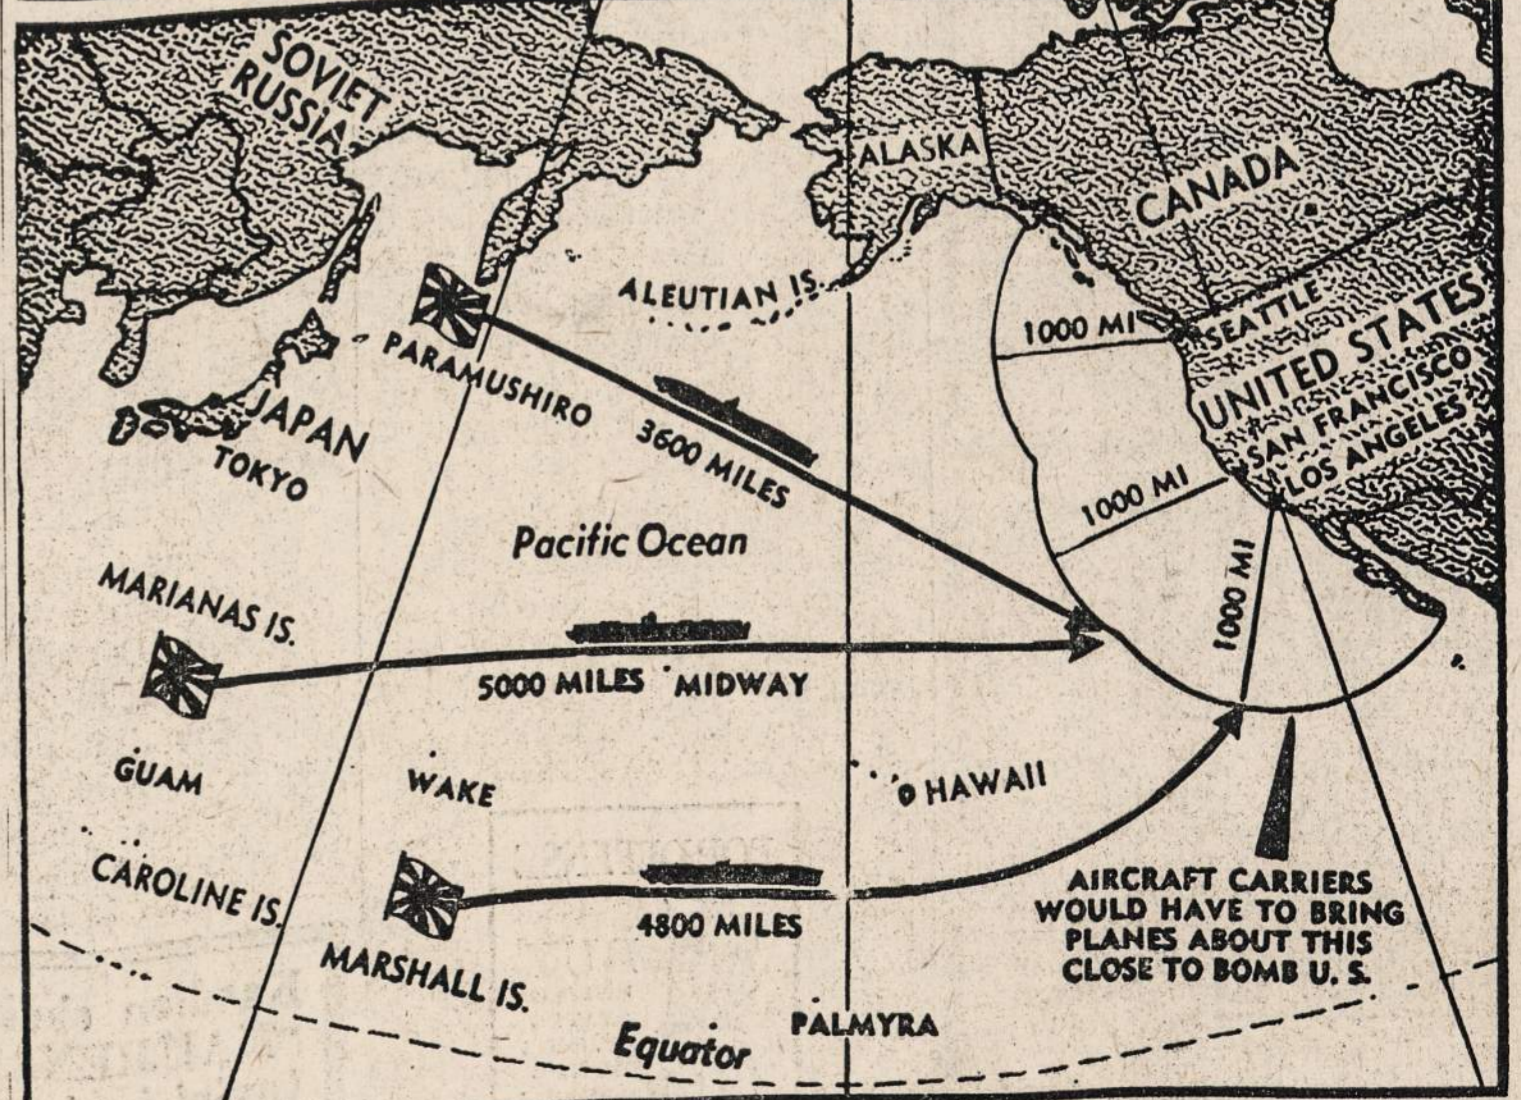 SOVIET
RUSSIA
ALASKA
CANADA
ALEUTIAN IS.
1000 MI
SEATTLE
UNITED STATES
SAN FRANCISCO
LOS ANGELES
PARAMUSHIRO
JAPAN
TOKYO
3600 MILES
1000 MI
Pacific Ocean
1000 MI
MARIANAS IS.
5000 MILES
MIDWAY
GUAM
WAKE
HAWAII
CAROLINE IS.
4800 MILES
AIRCRAFT CARRIERS
WOULD HAVE TO BRING
PLANES ABOUT THIS
CLOSE TO BOMB U. S.
MARSHALL IS.
PALMYRA
Equator